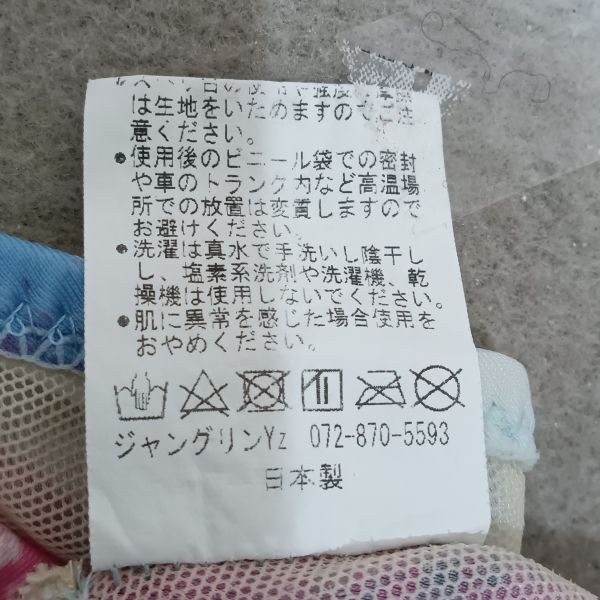 は生地をいためますのでご注
意ください。
●使用後のビニール袋での密封
や車のトランク内など高温場
所での放置は変質しますので
お避けください。
●洗濯は真水で手洗いし陰干し
し、塩素系洗剤や洗濯機、乾
燥機は使用しないでください。
●肌に異常を感じた場合使用を
おやめください。
ジャングリンYz 072-870-5593
日本製